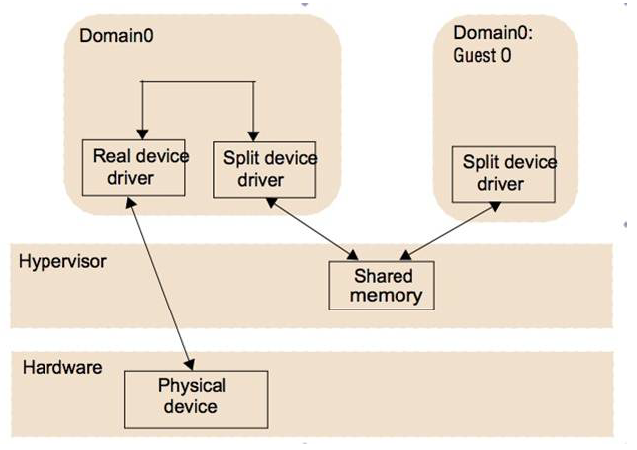 Domain0
Domain0:
Guest 0
Real device
driver
Split device
driver
Split device
driver
Hypervisor
Shared
memory
Hardware
Physical
device